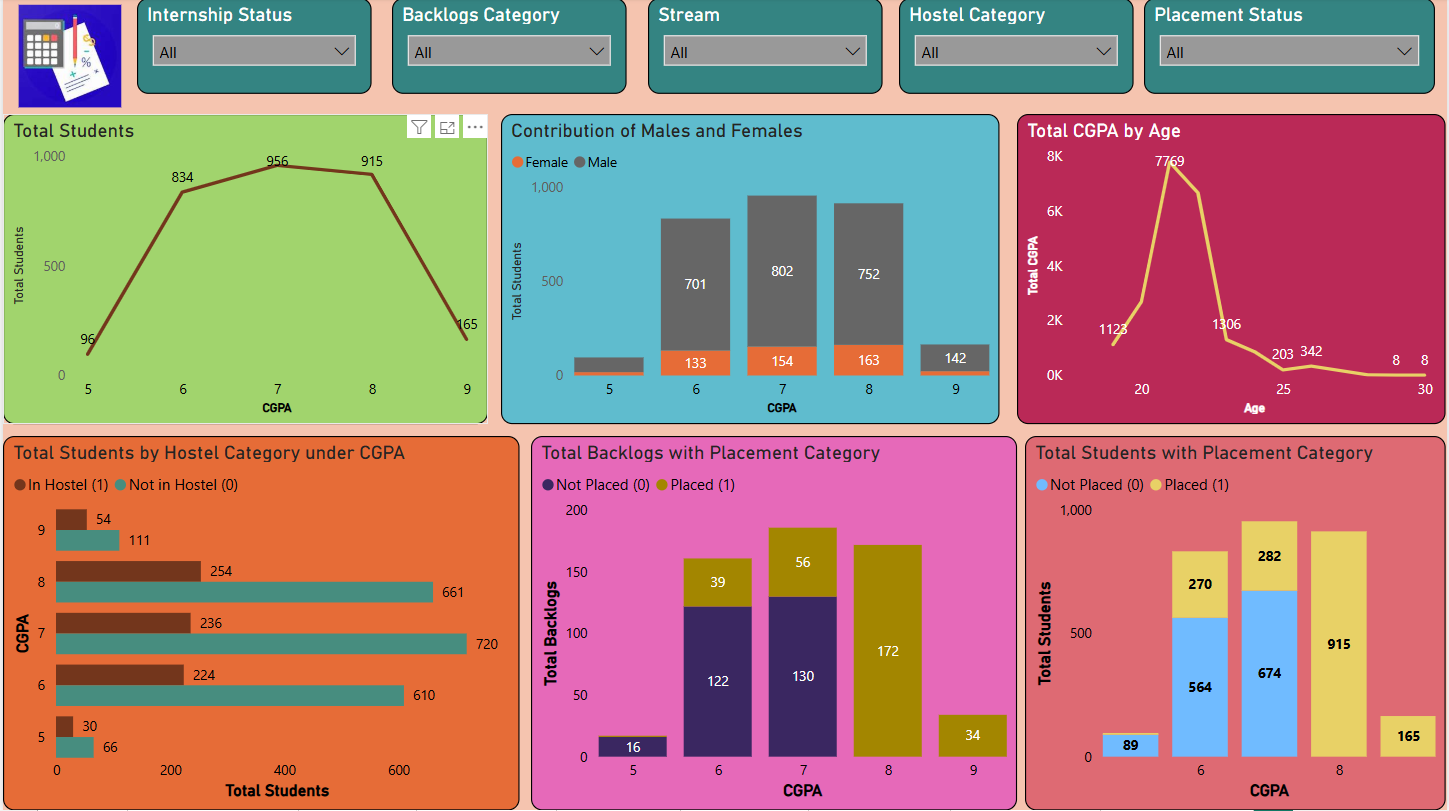 Internship Status
All
Backlogs Category
All
Stream
All
Hostel Category
All
Placement Status
All
%
Total Students
Total Students
1,000
500
0
96
834
956
915
165
5 6 7 8 9
CGPA
Contribution of Males and Females
Female Male
Total Students
1,000
500
0
701
802
752
133
154
163
142
5 6 7 8 9
CGPA
Total CGPA by Age
Total CGPA
8K
6K
4K
2K
0K
1123
7769
1306
203
342
8
8
20 25 30
Age
Total Students by Hostel Category under CGPA
In Hostel (1) Not in Hostel (0)
CGPA
9
54
111
8
254
661
7
236
720
6
224
610
5
30
66
0 200 400 600
Total Students
Total Backlogs with Placement Category
Not Placed (0) Placed (1)
Total Backlogs
200
150
100
50
0
16
39
122
56
130
172
34
5 6 7 8 9
CGPA
Total Students with Placement Category
Not Placed (0) Placed (1)
Total Students
1,000
500
0
89
270
564
282
674
915
165
6 8
CGPA